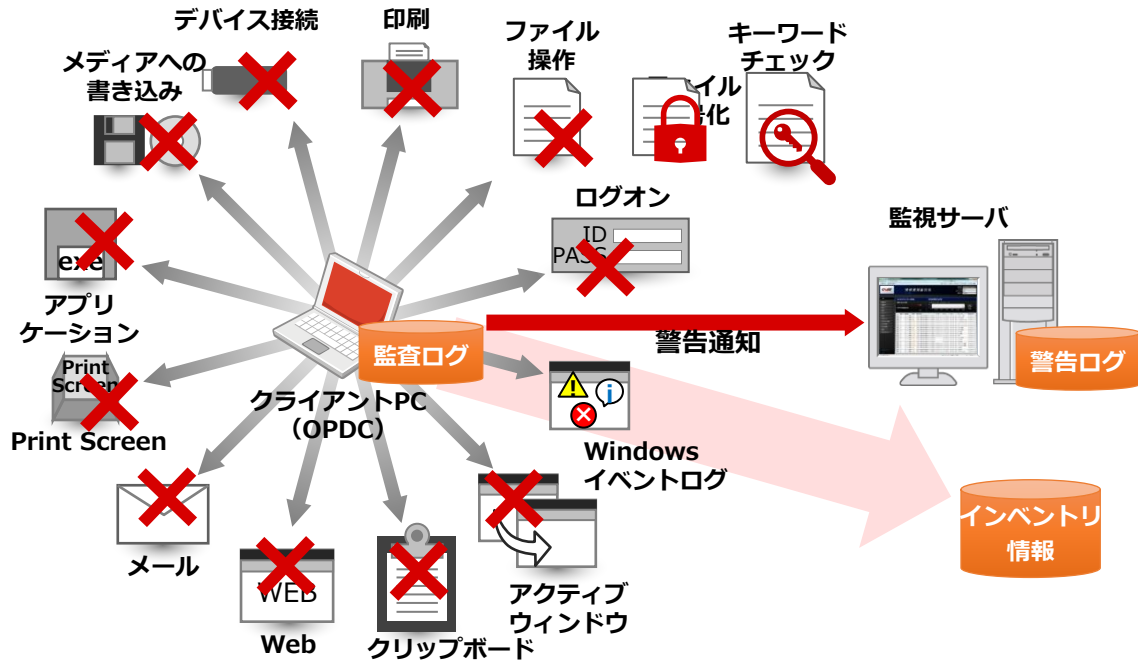 デバイス接続
印刷
ファイル
操作
キーワード
チェック
メディアへの
書き込み
イル
化
ログオン
ID
PASS
監視サーバ
exe
アプリ
ケーション
警告通知
監査ログ
警告ログ
Print
Screen
Print Screen
クライアントPC
（OPDC）
Windows
イベントログ
インベントリ
情報
メール
WEB
Web
クリップボード
アクティブ
ウィンドウ